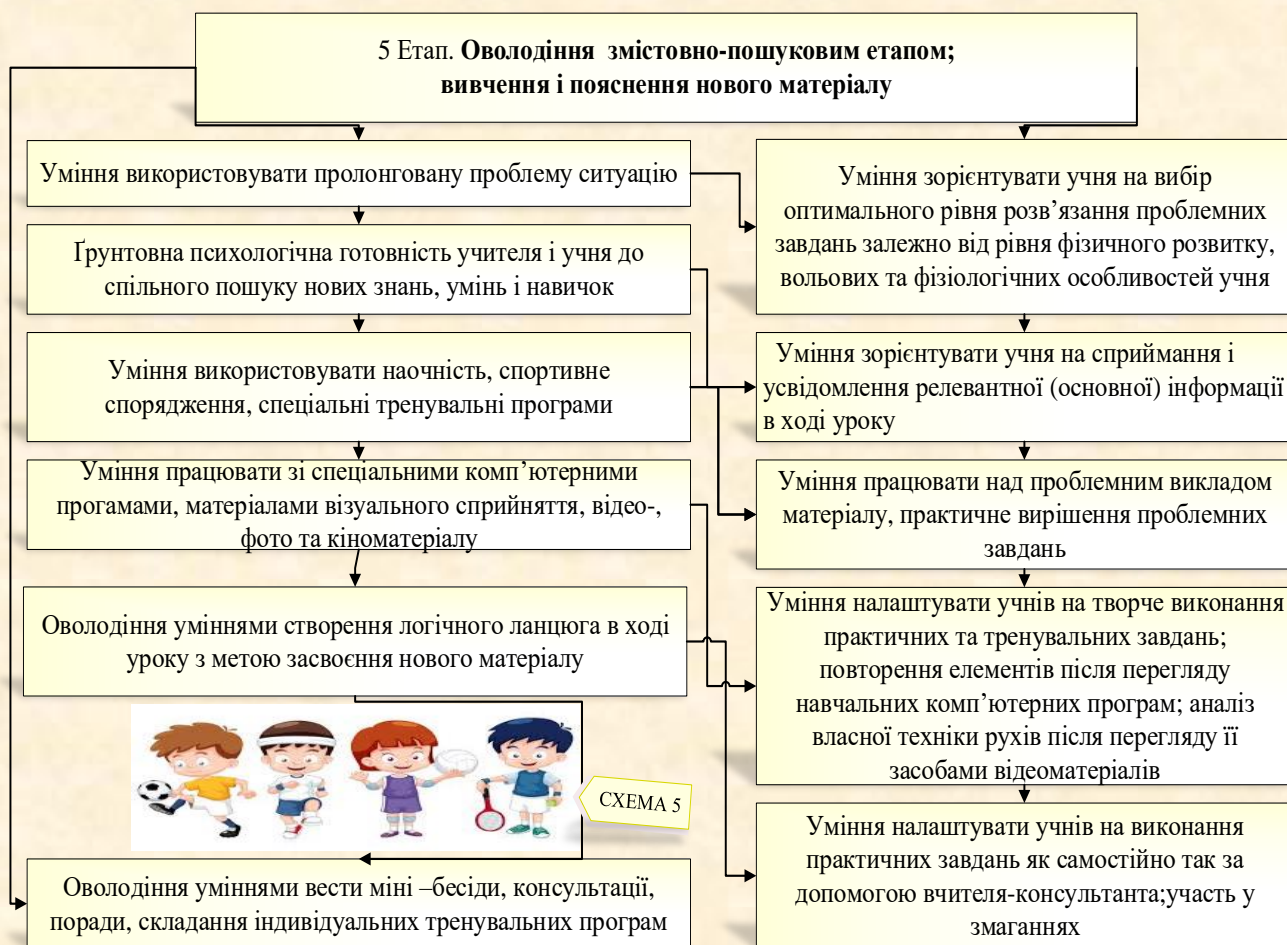 5 Етап. Оволодіння змістовно-пошуковим етапом;
вивчення і пояснення нового матеріалу
Уміння використовувати пролонговану проблему ситуацію
Ґрунтовна психологічна готовність учителя і учня до
спільного пошуку нових знань, умінь і навичок
Уміння використовувати наочність, спортивне
спорядження, спеціальні тренувальні програми
Уміння працювати зі спеціальними комп’ютерними
прогамами, матеріалами візуального сприйняття, відео-,
фото та кіноматеріалу
Оволодіння уміннями створення логічного ланцюга в ході
уроку з метою засвоєння нового матеріалу
СХЕМА 5
Оволодіння уміннями вести міні –бесіди, консультації,
поради, складання індивідуальних тренувальних програм
Уміння зорієнтувати учня на вибір
оптимального рівня розв’язання проблемних
завдань залежно від рівня фізичного розвитку,
вольових та фізіологічних особливостей учня
Уміння зорієнтувати учня на сприймання і
усвідомлення релевантної (основної) інформації
в ході уроку
Уміння працювати над проблемним викладом
матеріалу, практичне вирішення проблемних
завдань
Уміння налаштувати учнів на творче виконання
практичних та тренувальних завдань;
повторення елементів після перегляду
навчальних комп’ютерних програм; аналіз
власної техніки рухів після перегляду її
засобами відеоматеріалів
Уміння налаштувати учнів на виконання
практичних завдань як самостійно так за
допомогою вчителя-консультанта;участь у
змаганнях